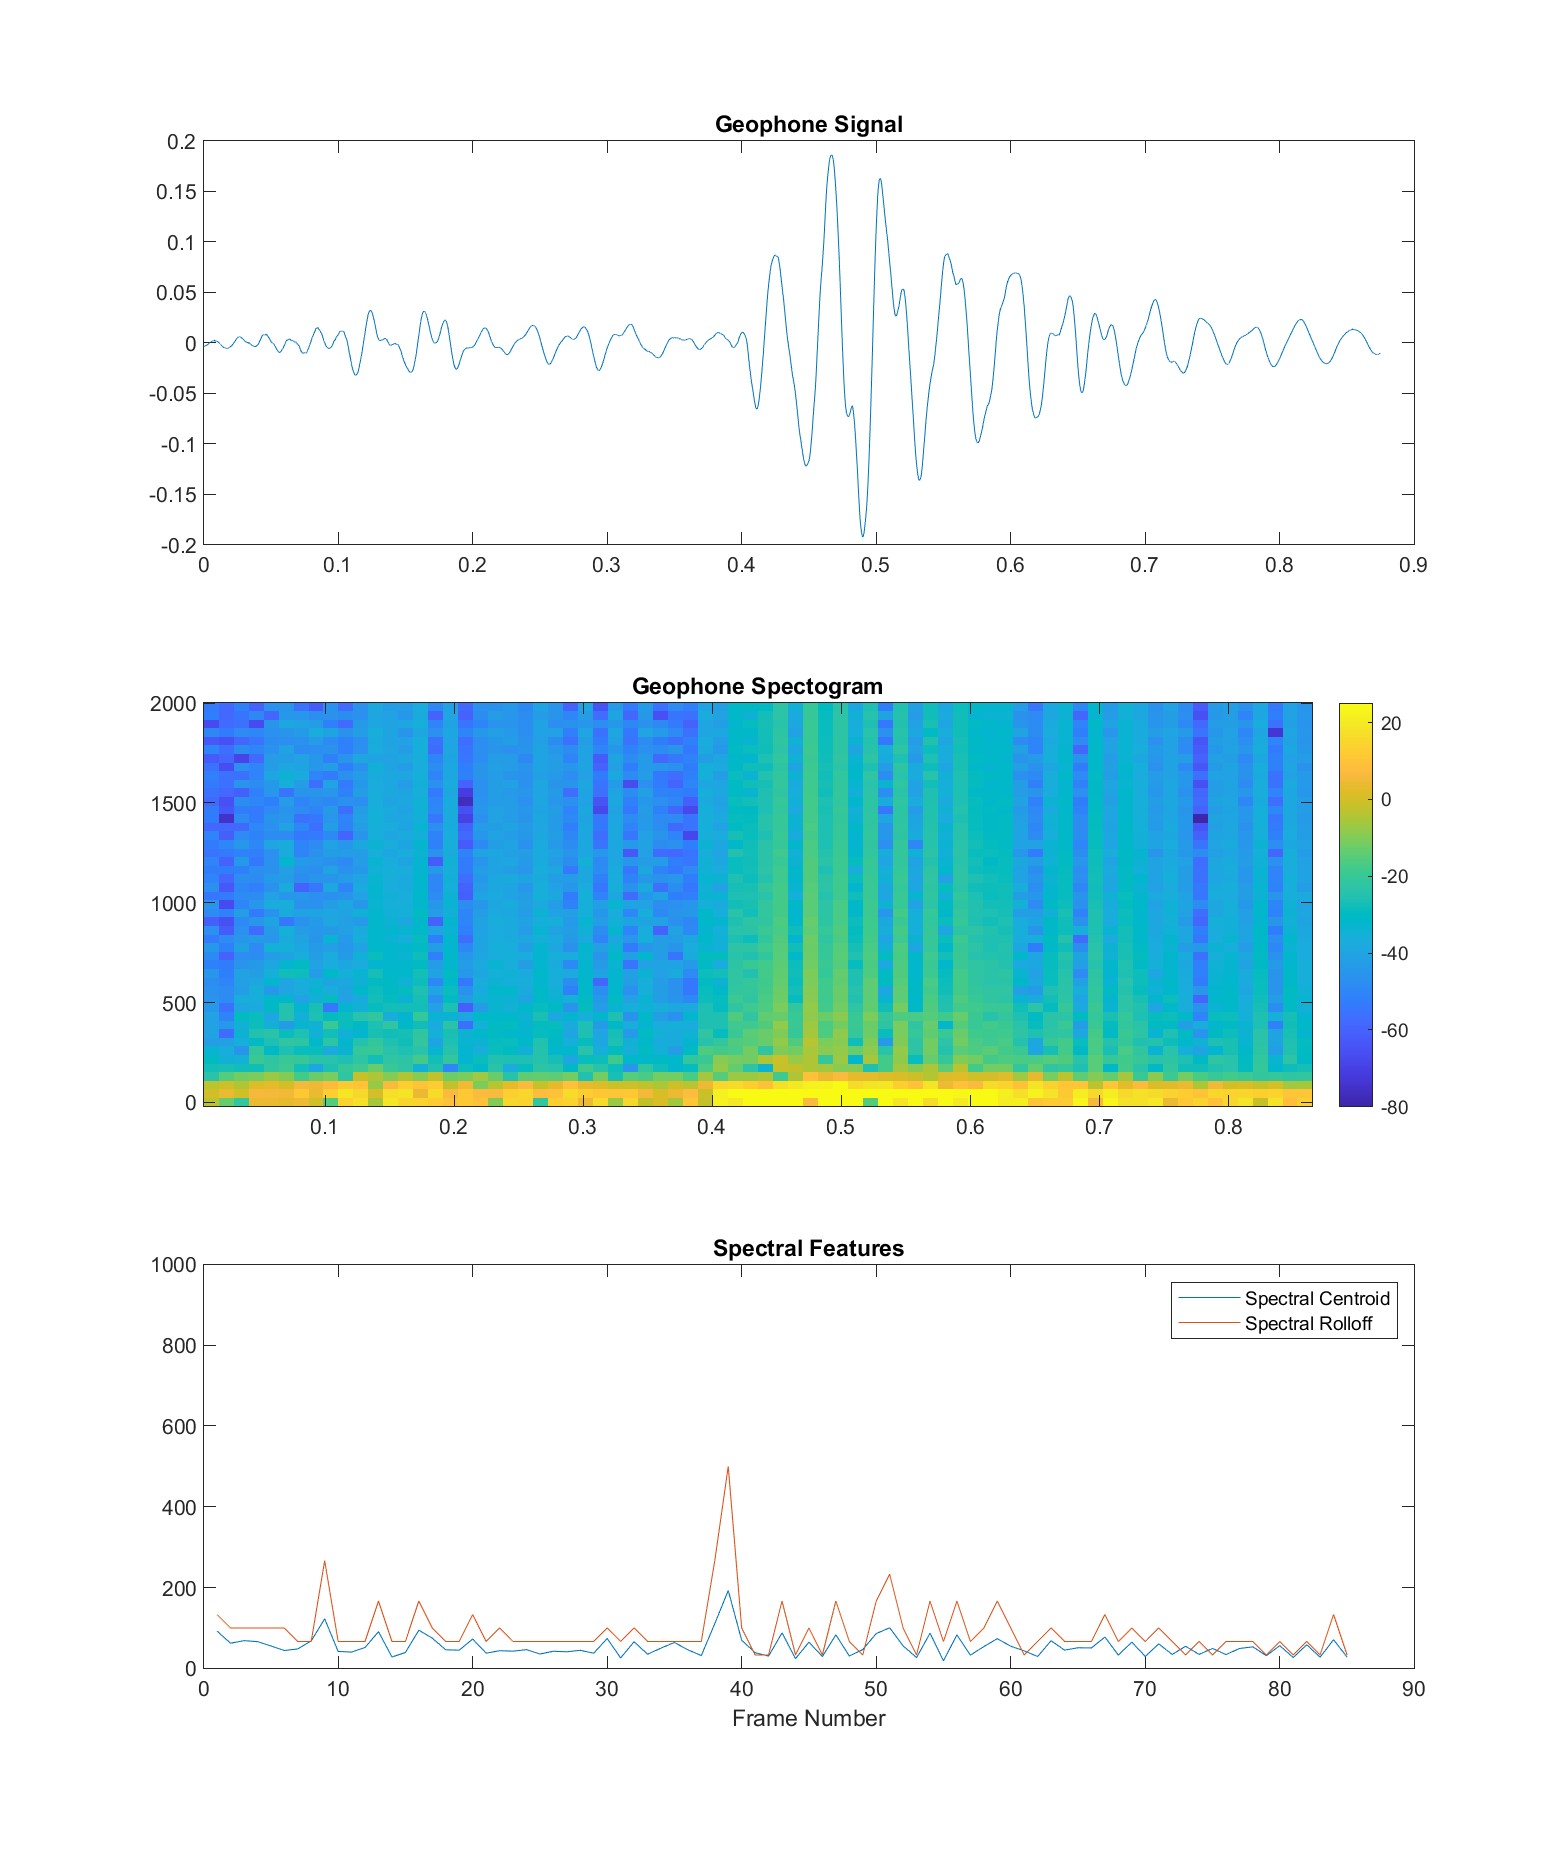 Geophone Signal
0.2
0.15
0.1
0.05
0
-0.05
-0.1
-0.15
-0.2
0 0.1 0.2 0.3 0.4 0.5 0.6 0.7 0.8 0.9
Geophone Spectogram
2000
1500
1000
500
0
0.1 0.2 0.3 0.4 0.5 0.6 0.7 0.8
20
0
-20
-40
-60
-80
Spectral Features
1000
800
600
400
200
0
Spectral Centroid
Spectral Rolloff
0 10 20 30 40 50 60 70 80 90
Frame Number